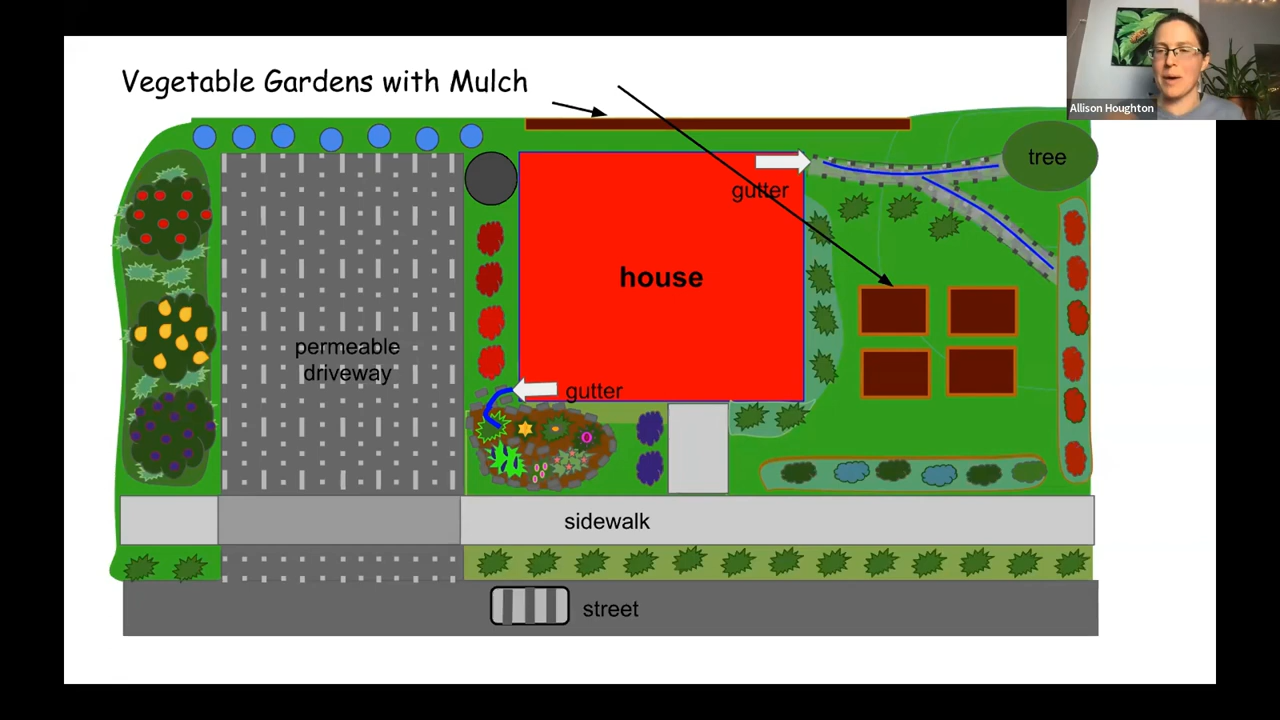 Vegetable Gardens with Mulch
Allison Houghton
tree
gutter
house
permeable
driveway
gutter
sidewalk
street